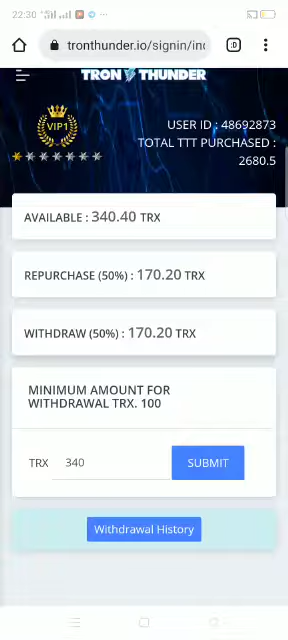 22:30
tronthunder.io/signin/ind
:D
TRON THUNDER
VIP1
USER ID : 48692873
TOTAL TTT PURCHASED :
2680.5
AVAILABLE : 340.40 TRX
REPURCHASE (50%) : 170.20 TRX
WITHDRAW (50%) : 170.20 TRX
MINIMUM AMOUNT FOR
WITHDRAWAL TRX. 100
TRX 340 SUBMIT
Withdrawal History